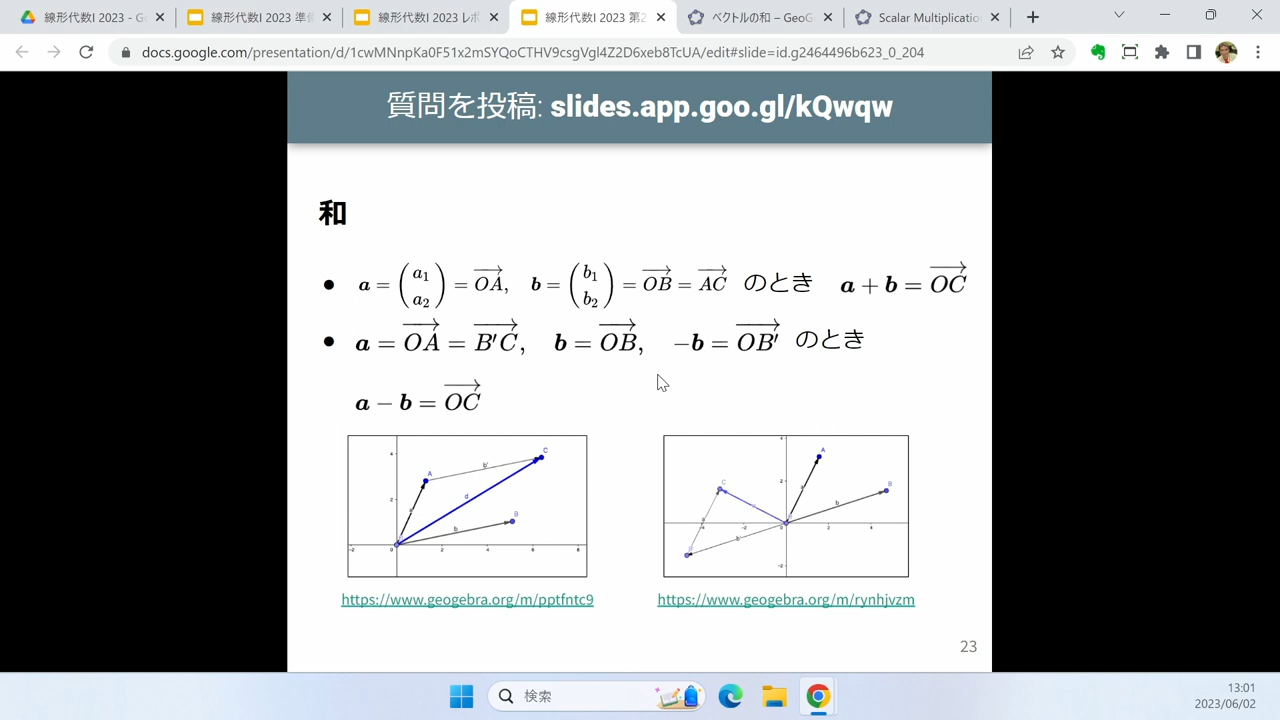 線形代数I 2023 - G
線形代数I 2023 準
線形代数I 2023 レポ
線形代数I 2023 第2
ベクトルの和 – GeoG
Scalar Multiplicatio
docs.google.com/presentation/d/1cwMNnpKa0F51x2mSYQoCTHV9csgVgl4Z2D6xeb8TcUA/edit#slide=id.g2464496b623_0_204
質問を投稿: slides.app.goo.gl/kQwqw
和
● a = (a₁ a₂) = OA→, b = (b₁ b₂) = OB→ = AC→ のとき a + b = OC→
● a = OA→ = B′C→, b = OB→, −b = OB′→ のとき
a − b = OC→
https://www.geogebra.org/m/pptfntc9 https://www.geogebra.org/m/rynhjvzm
23
検索
13:01
2023/06/02